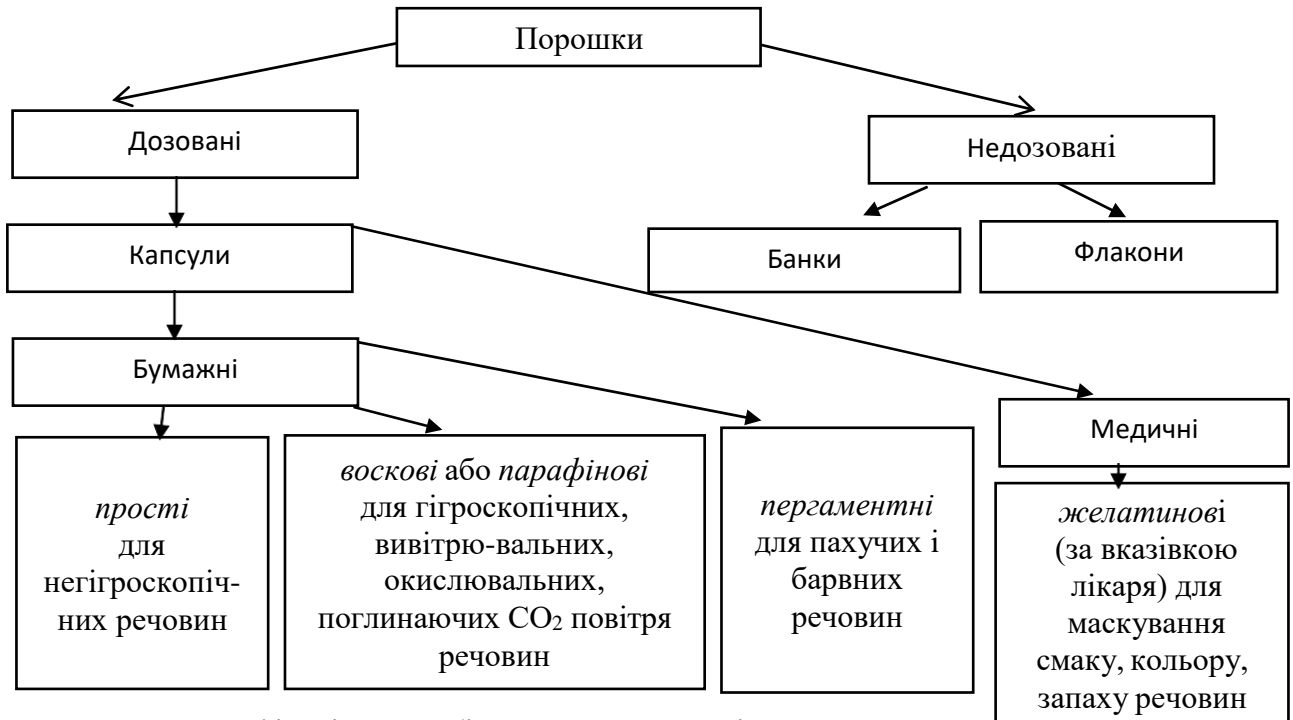 Порошки
Дозовані
Недозовані
Капсули
Банки
Флакони
Бумажні
Медичні
прості
для
негігроскопіч-
них речовин
воскові або парафінові
для гігроскопічних,
вивітрю-вальних,
окислювальних,
поглинаючих CO2 повітря
речовин
пергаментні
для пахучих і
барвних
речовин
желатинові
(за вказівкою
лікаря) для
маскування
смаку, кольору,
запаху речовин